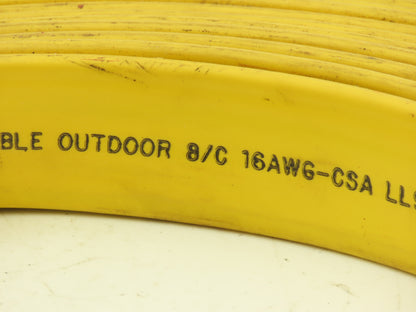 BLE OUTDOOR 8/C 16AWG-CSA LL